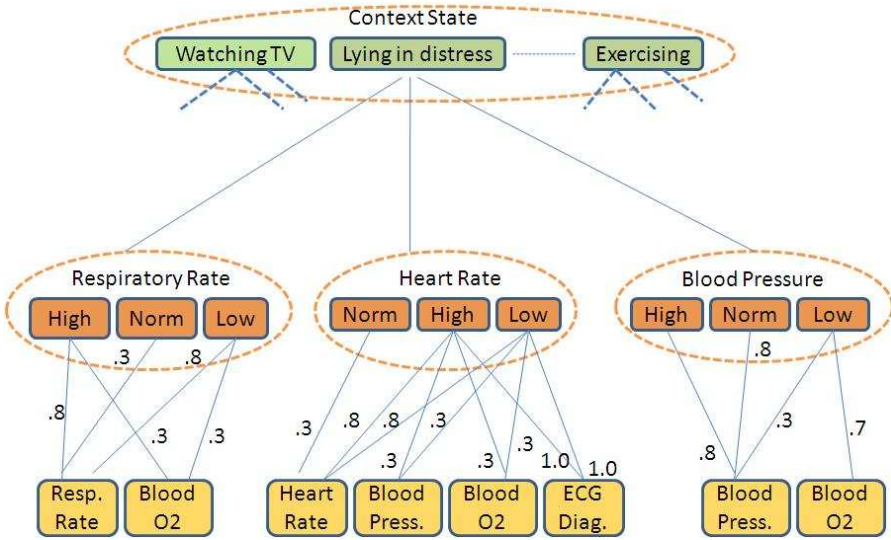 Context State
Watching TV
Lying in distress
Exercising
Respiratory Rate
High
Norm
Low
Heart Rate
Norm
High
Low
Blood Pressure
High
Norm
Low
.3
.8
.8
.8
.3
.3
.3
.8
.8
.3
.3
.3
.3
1.0
1.0
.3
.7
.8
Resp.
Rate
Blood
O2
Heart
Rate
Blood
Press.
Blood
O2
ECG
Diag.
Blood
Press.
Blood
O2